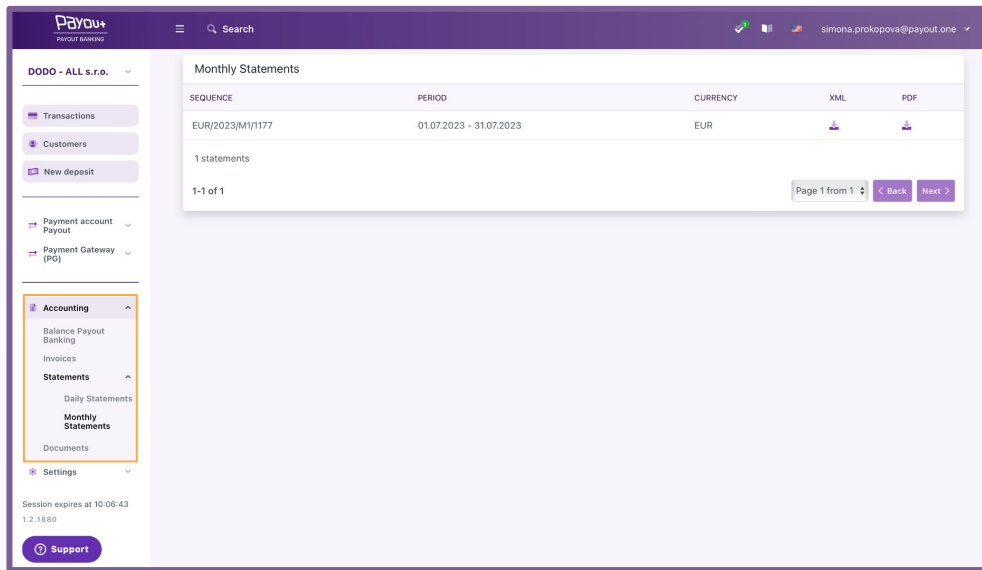 Payout
PAYOUT BANKING
Search
simona.prokopova@payout.one
DODO - ALL s.r.o.
Transactions
Customers
New deposit
Payment account
Payout
Payment Gateway
(PG)
Accounting
Balance Payout
Banking
Invoices
Statements
Daily Statements
Monthly
Statements
Documents
Settings
Session expires at 10:06:43
1.2.1880
Support
Monthly Statements
SEQUENCE PERIOD CURRENCY XML PDF
EUR/2023/M1/1177 01.07.2023 - 31.07.2023 EUR
1 statements
1-1 of 1 Page 1 from 1 < Back Next >